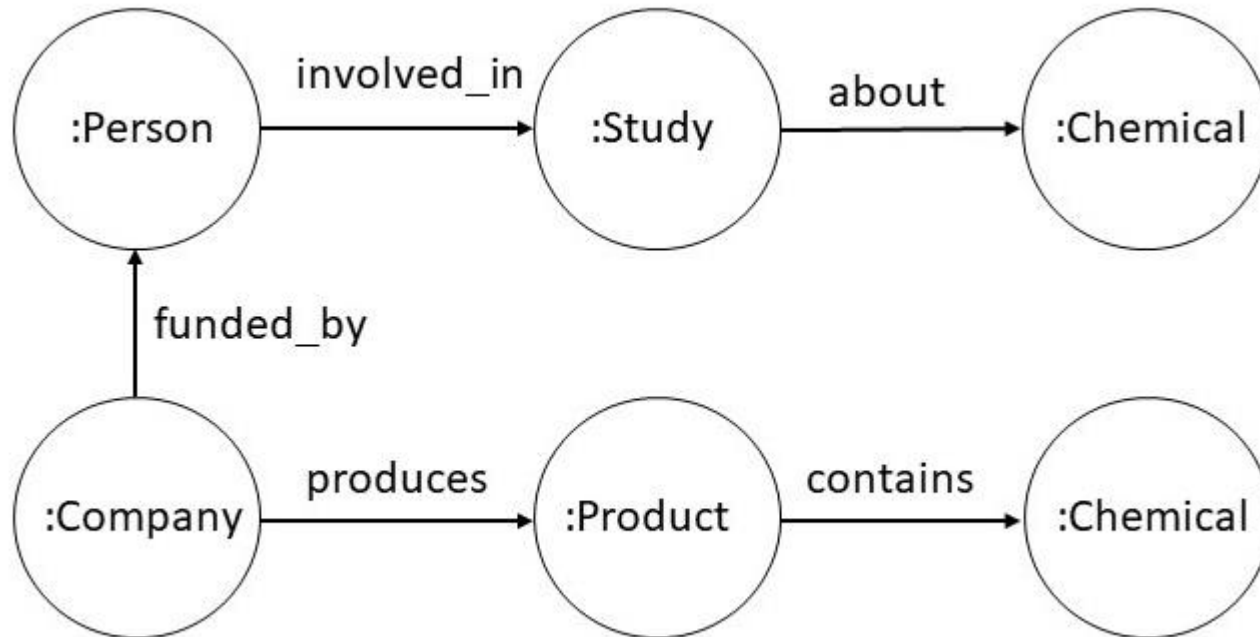 involved_in
about
:Person
:Study
:Chemical
funded_by
produces
contains
:Company
:Product
:Chemical